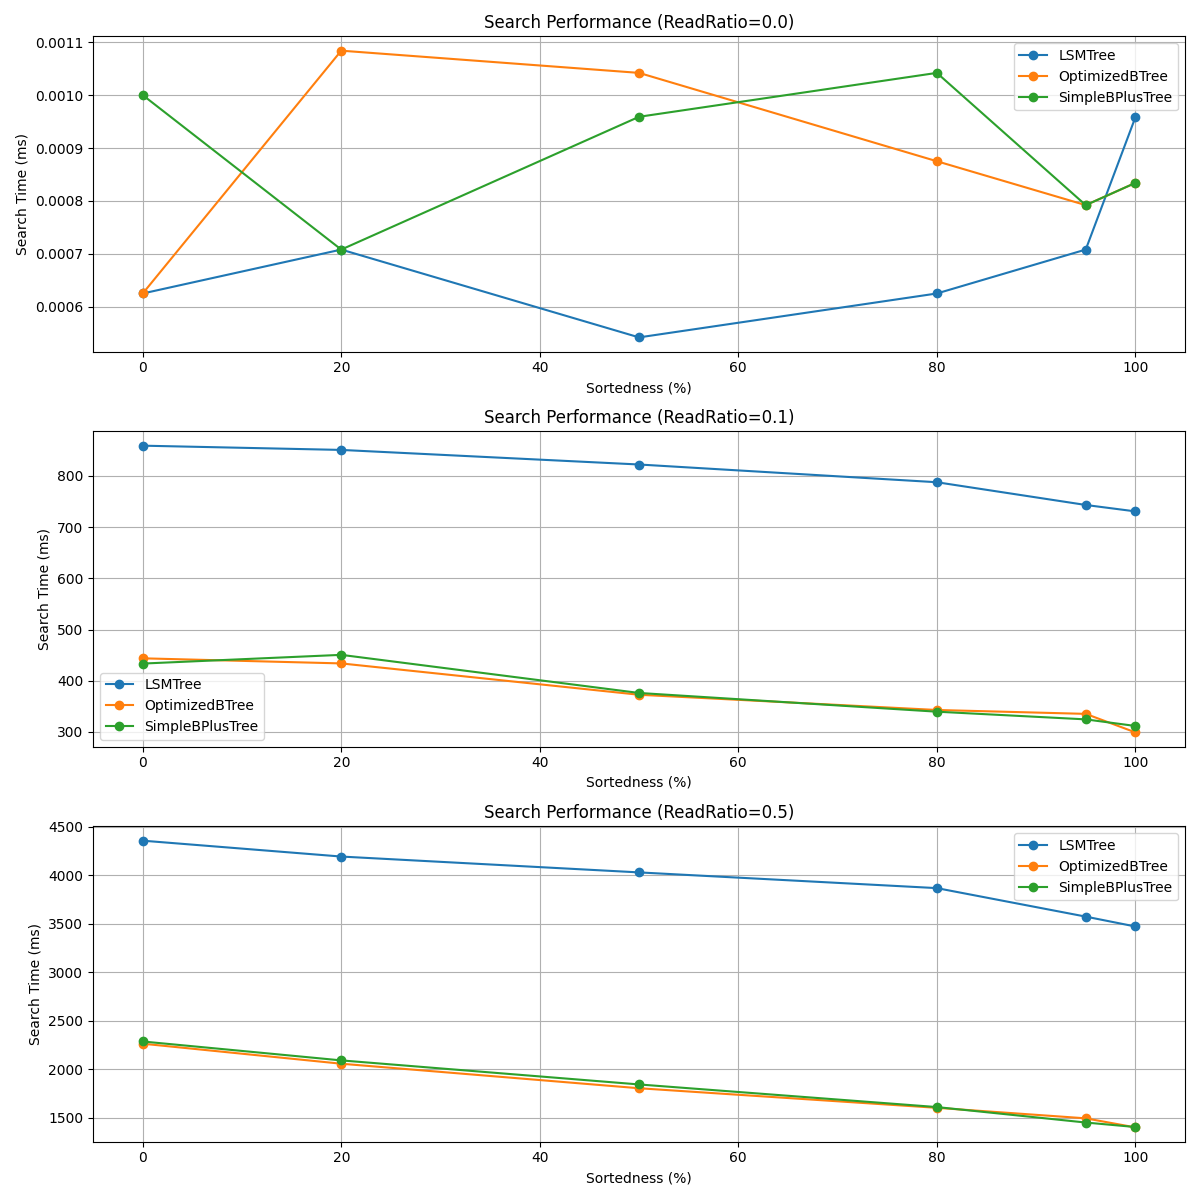 Search Performance (ReadRatio=0.0)
0.0011
0.0010
0.0009
0.0008
0.0007
0.0006
Search Time (ms)
LSMTree
OptimizedBTree
SimpleBPlusTree
0 20 40 60 80 100
Sortedness (%)
Search Performance (ReadRatio=0.1)
800
700
600
500
400
300
Search Time (ms)
LSMTree
OptimizedBTree
SimpleBPlusTree
0 20 40 60 80 100
Sortedness (%)
Search Performance (ReadRatio=0.5)
4500
4000
3500
3000
2500
2000
1500
Search Time (ms)
LSMTree
OptimizedBTree
SimpleBPlusTree
0 20 40 60 80 100
Sortedness (%)